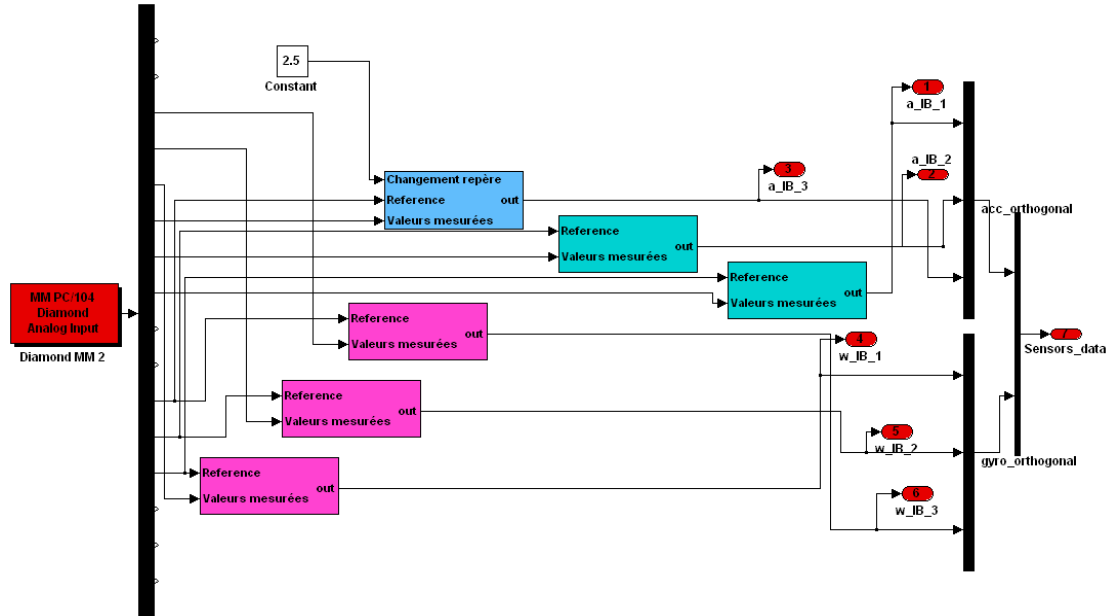 2.5
Constant
1
a_IB_1
a_IB_2
2
3
a_IB_3
Changement repère
Reference
out
Valeurs mesurées
acc_orthogonal
Reference
out
Valeurs mesurées
Reference
out
Valeurs mesurées
MM PC/104
Diamond
Analog Input
Diamond MM 2
Reference
out
Valeurs mesurées
4
w_IB_1
7
Sensors_data
Reference
out
Valeurs mesurées
5
w_IB_2
gyro_orthogonal
Reference
out
Valeurs mesurées
6
w_IB_3